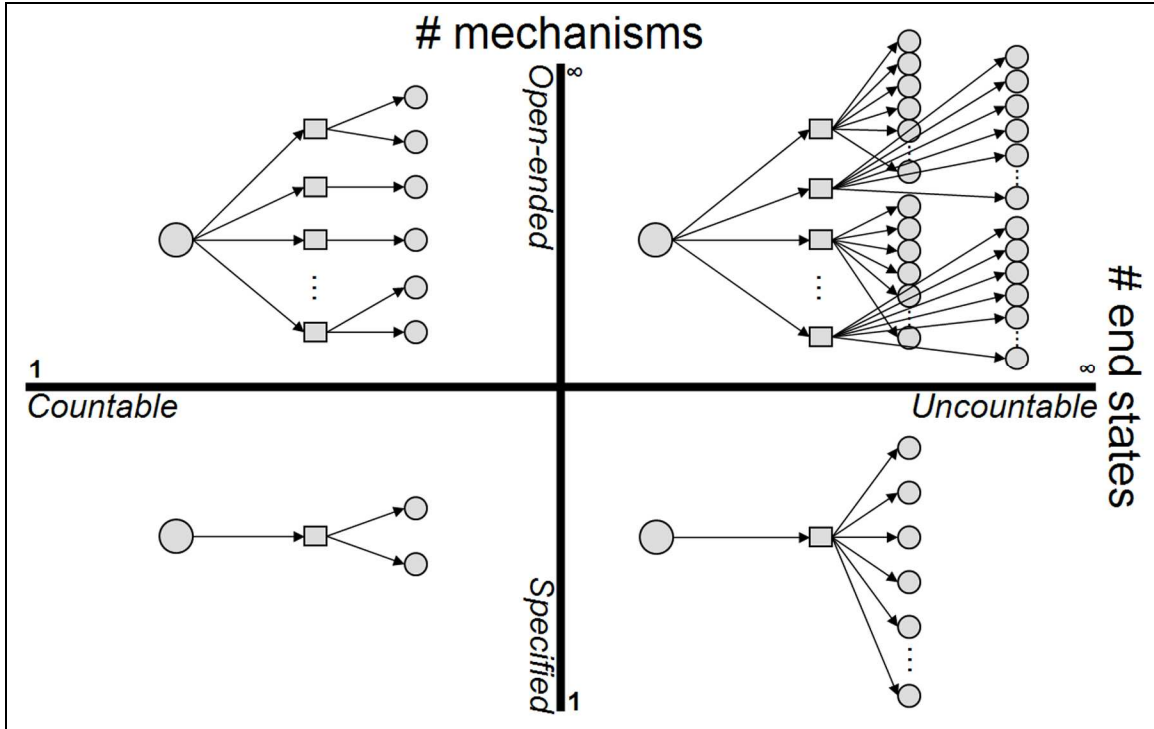 # mechanisms
∞
Open-ended
1
∞
Countable
Uncountable
# end states
Specified
1